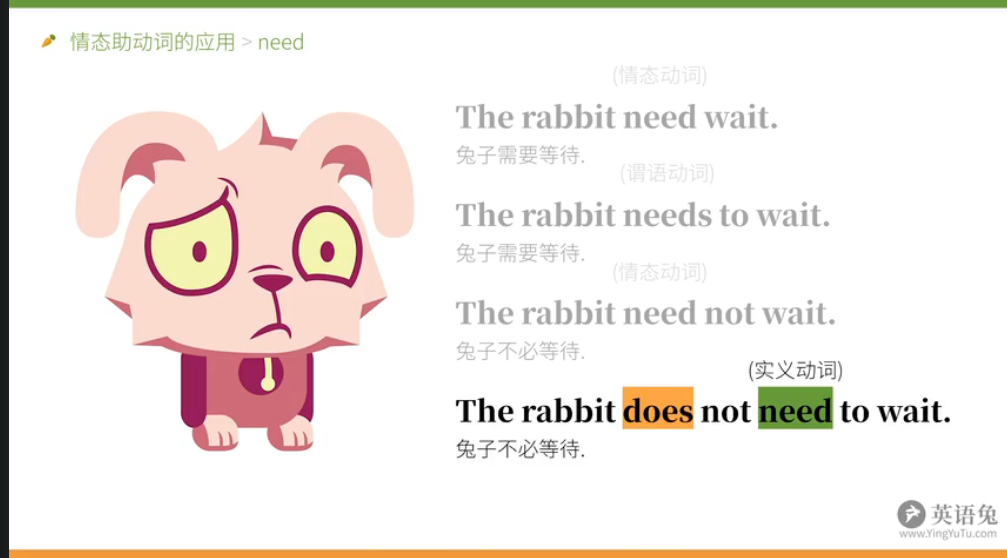 情态助动词的应用 > need
(情态动词)
The rabbit need wait.
兔子需要等待.
(谓语动词)
The rabbit needs to wait.
兔子需要等待.
(情态动词)
The rabbit need not wait.
兔子不必等待.
(实义动词)
The rabbit does not need to wait.
兔子不必等待.
英语兔
www.YingYuTu.com